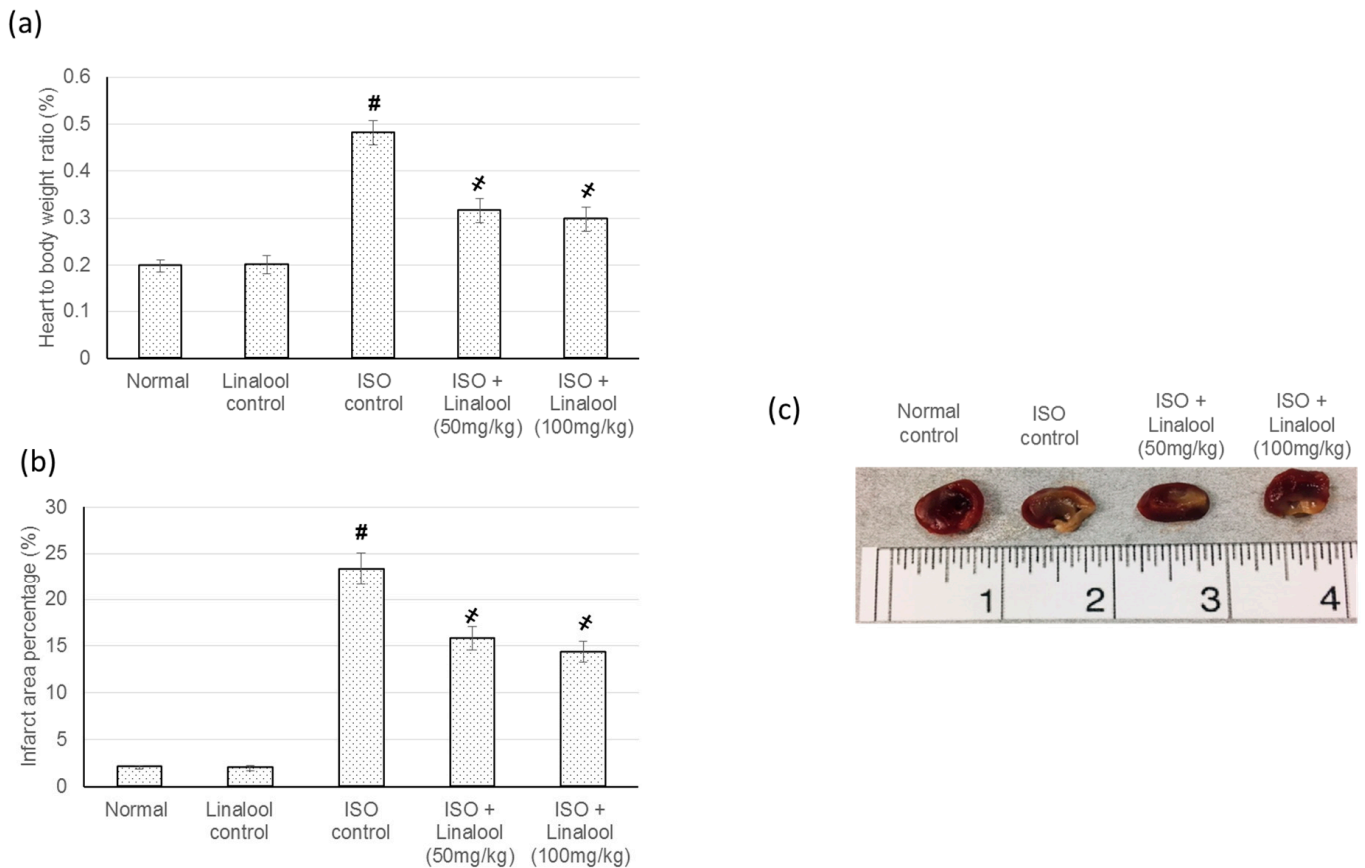 (a)
Heart to body weight ratio (%)
0.6
0.5
0.4
0.3
0.2
0.1
0
#
≠
≠
Normal
Linalool
control
ISO
control
ISO +
Linalool
(50mg/kg)
ISO +
Linalool
(100mg/kg)
(b)
Infarct area percentage (%)
30
25
20
15
10
5
0
#
≠
≠
Normal
Linalool
control
ISO
control
ISO +
Linalool
(50mg/kg)
ISO +
Linalool
(100mg/kg)
(c)
Normal
control
ISO
control
ISO +
Linalool
(50mg/kg)
ISO +
Linalool
(100mg/kg)
1 2 3 4